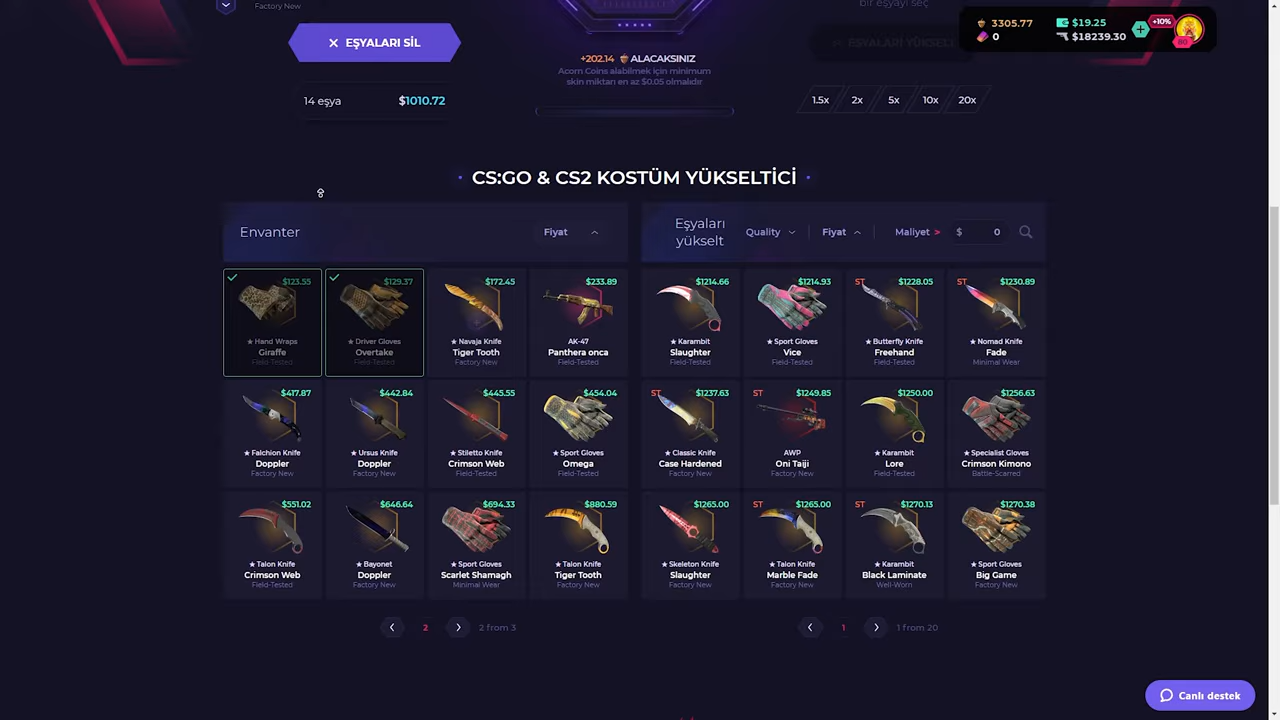 Factory New
bir eşyayı seç
3305.77
$19.25
+10%
0
$18239.30
80
EŞYALARI SİL
EŞYALARI YÜKSELT
+202.14 ALACAKSINIZ
Acorn Coins alabilmek için minimum
skin miktarı en az $0.05 olmalıdır
14 eşya
$1010.72
1.5x
2x
5x
10x
20x
CS:GO & CS2 KOSTÜM YÜKSELTİCİ
Envanter
Fiyat
Eşyaları
yükselt
Quality
Fiyat
Maliyet >
$ 0
$123.55
★ Hand Wraps
Giraffe
Field-Tested
$129.37
★ Driver Gloves
Overtake
Field-Tested
$172.45
★ Navaja Knife
Tiger Tooth
Factory New
$233.89
AK-47
Panthera onca
Field-Tested
$1214.66
★ Karambit
Slaughter
Field-Tested
$1214.93
★ Sport Gloves
Vice
Field-Tested
ST
$1228.05
★ Butterfly Knife
Freehand
Field-Tested
ST
$1230.89
★ Nomad Knife
Fade
Minimal Wear
$417.87
★ Falchion Knife
Doppler
Factory New
$442.84
★ Ursus Knife
Doppler
Factory New
$445.55
★ Stiletto Knife
Crimson Web
Field-Tested
$454.04
★ Sport Gloves
Omega
Field-Tested
ST
$1237.63
★ Classic Knife
Case Hardened
Factory New
ST
$1249.85
AWP
Oni Taiji
Factory New
$1250.00
★ Karambit
Lore
Field-Tested
$1256.63
★ Specialist Gloves
Crimson Kimono
Battle-Scarred
$551.02
★ Talon Knife
Crimson Web
Field-Tested
$646.64
★ Bayonet
Doppler
Factory New
$694.33
★ Sport Gloves
Scarlet Shamagh
Minimal Wear
$880.59
★ Talon Knife
Tiger Tooth
Factory New
$1265.00
★ Skeleton Knife
Slaughter
Factory New
ST
$1265.00
★ Talon Knife
Marble Fade
Factory New
ST
$1270.13
★ Karambit
Black Laminate
Well-Worn
$1270.38
★ Sport Gloves
Big Game
Factory New
2
2 from 3
1
1 from 20
Canlı destek